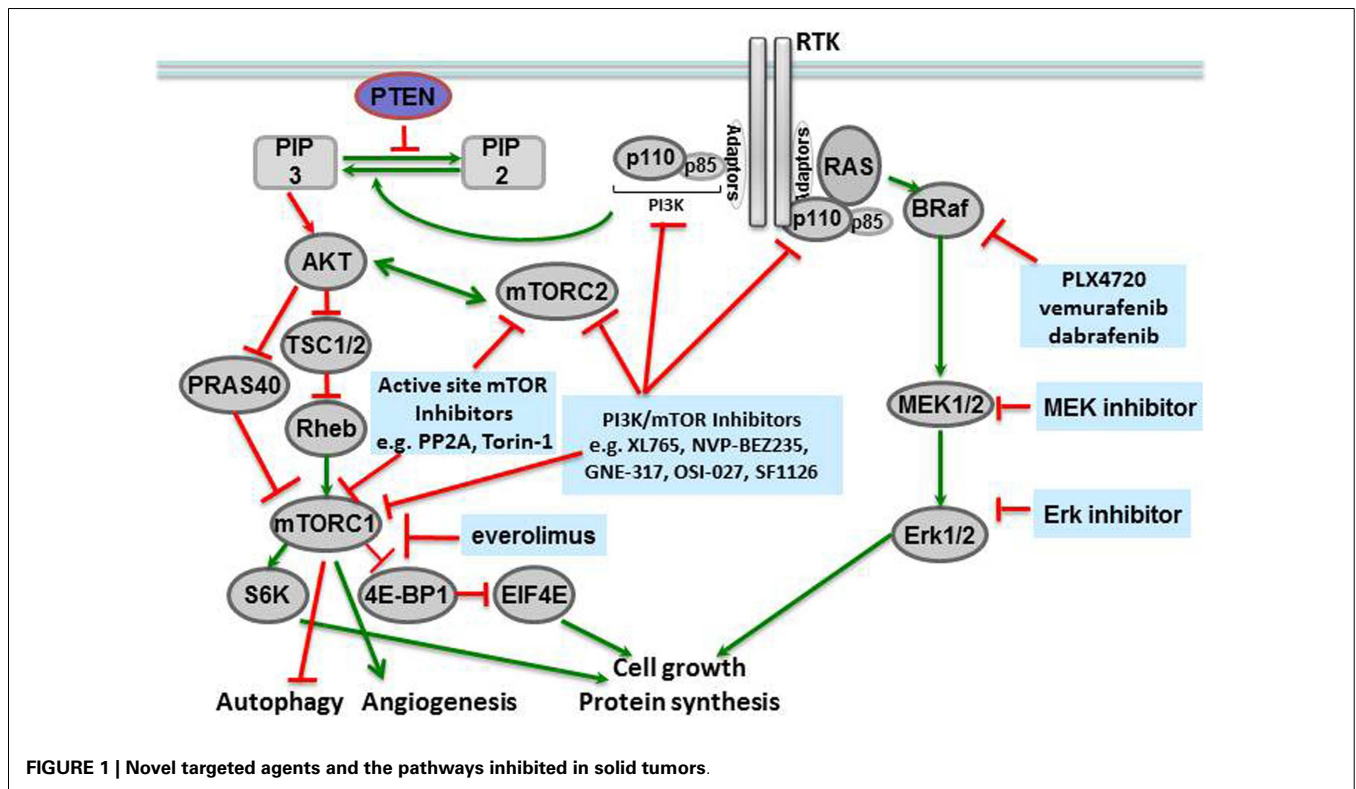 RTK
PTEN
PIP
3
PIP
2
p110
p85
PI3K
Adaptors
Adaptors
RAS
p110
p85
BRaf
AKT
mTORC2
PLX4720
vemurafenib
dabrafenib
TSC1/2
PRAS40
Rheb
Active site mTOR
Inhibitors
e.g. PP2A, Torin-1
PI3K/mTOR Inhibitors
e.g. XL765, NVP-BEZ235,
GNE-317, OSI-027, SF1126
MEK1/2
MEK inhibitor
mTORC1
everolimus
Erk1/2
Erk inhibitor
S6K
4E-BP1
EIF4E
Autophagy
Angiogenesis
Cell growth
Protein synthesis
FIGURE 1 | Novel targeted agents and the pathways inhibited in solid tumors.